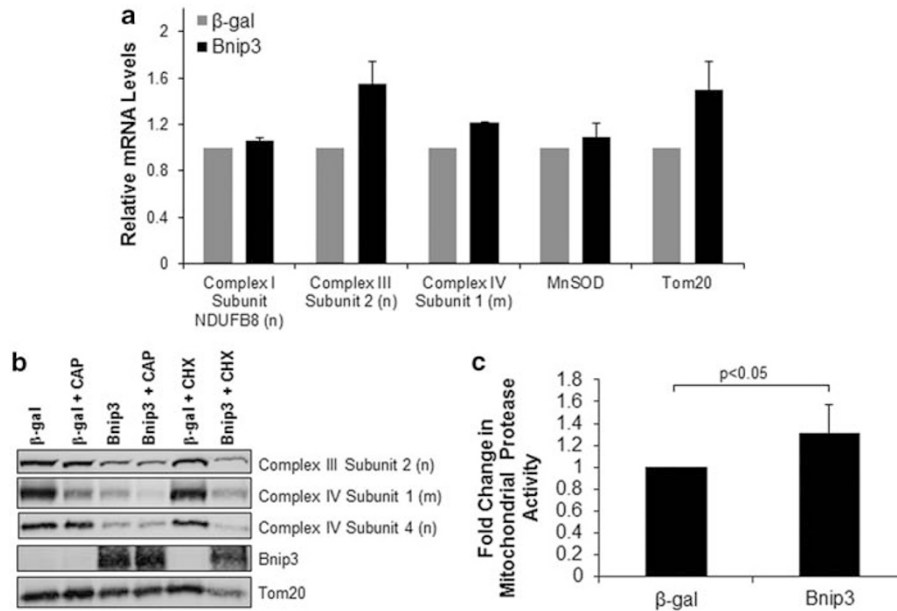 a
β-gal
Bnip3
Relative mRNA Levels
2
1.6
1.2
0.8
0.4
0
Complex I
Subunit
NDUFB8 (n)
Complex III
Subunit 2 (n)
Complex IV
Subunit 1 (m)
MnSOD
Tom20
b
β-gal
β-gal + CAP
Bnip3
Bnip3 + CAP
β-gal + CHX
Bnip3 + CHX
Complex III Subunit 2 (n)
Complex IV Subunit 1 (m)
Complex IV Subunit 4 (n)
Bnip3
Tom20
c
Fold Change in
Mitochondrial Protease
Activity
1.8
1.6
1.4
1.2
1
0.8
0.6
0.4
0.2
0
p<0.05
β-gal
Bnip3